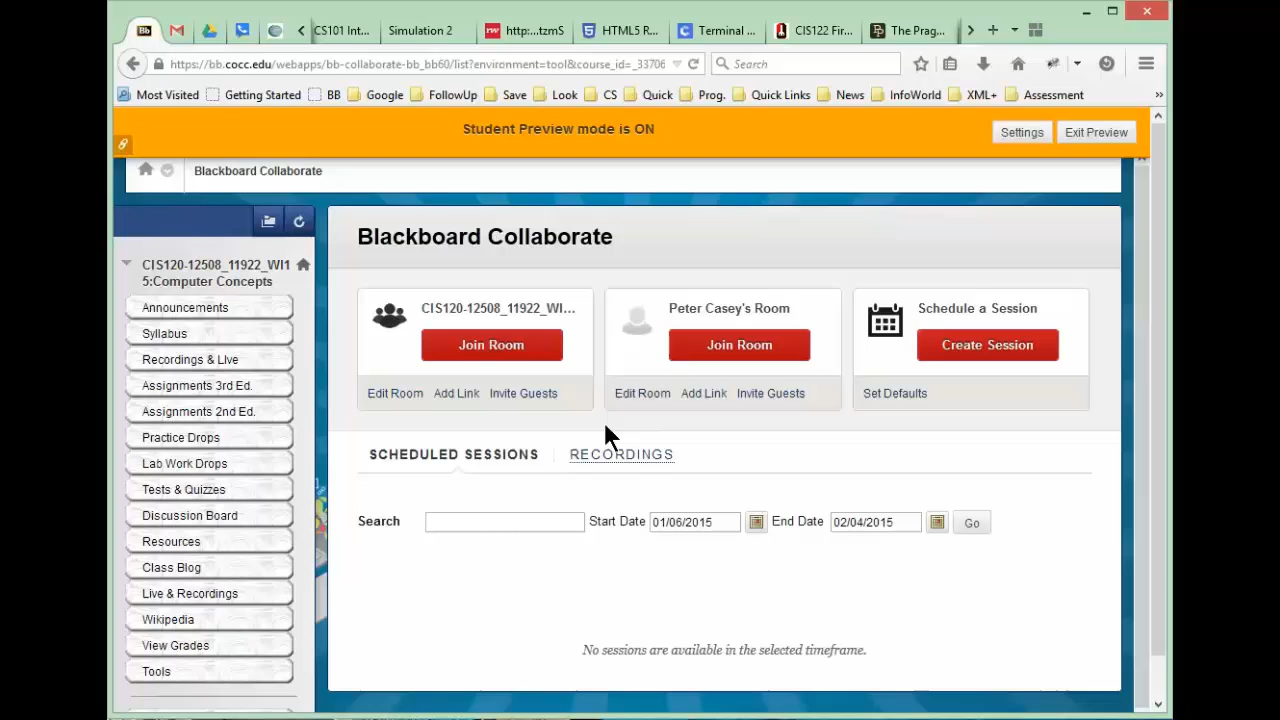 CS101 Int...
Simulation 2
http:...tzmS
HTML5 R...
Terminal ...
CS122 Fir...
The Prag...
https://bb.cocc.edu/webapps/bb-collaborate-bb_bb60/list?environment=tool&course_id=_33706
Search
Most Visited
Getting Started
BB
Google
FollowUp
Save
Look
CS
Quick
Prog.
Quick Links
News
InfoWorld
XML+
Assessment
Student Preview mode is ON
Settings
Exit Preview
Blackboard Collaborate
CIS120-12508_11922_WI1
5:Computer Concepts
Announcements
Syllabus
Recordings & LIve
Assignments 3rd Ed.
Assignments 2nd Ed.
Practice Drops
Lab Work Drops
Tests & Quizzes
Discussion Board
Resources
Class Blog
Live & Recordings
Wikipedia
View Grades
Tools
Blackboard Collaborate
CIS120-12508_11922_WI...
Join Room
Edit Room Add Link Invite Guests
Peter Casey's Room
Join Room
Edit Room Add Link Invite Guests
Schedule a Session
Create Session
Set Defaults
SCHEDULED SESSIONS
RECORDINGS
Search Start Date 01/06/2015 End Date 02/04/2015 Go
No sessions are available in the selected timeframe.